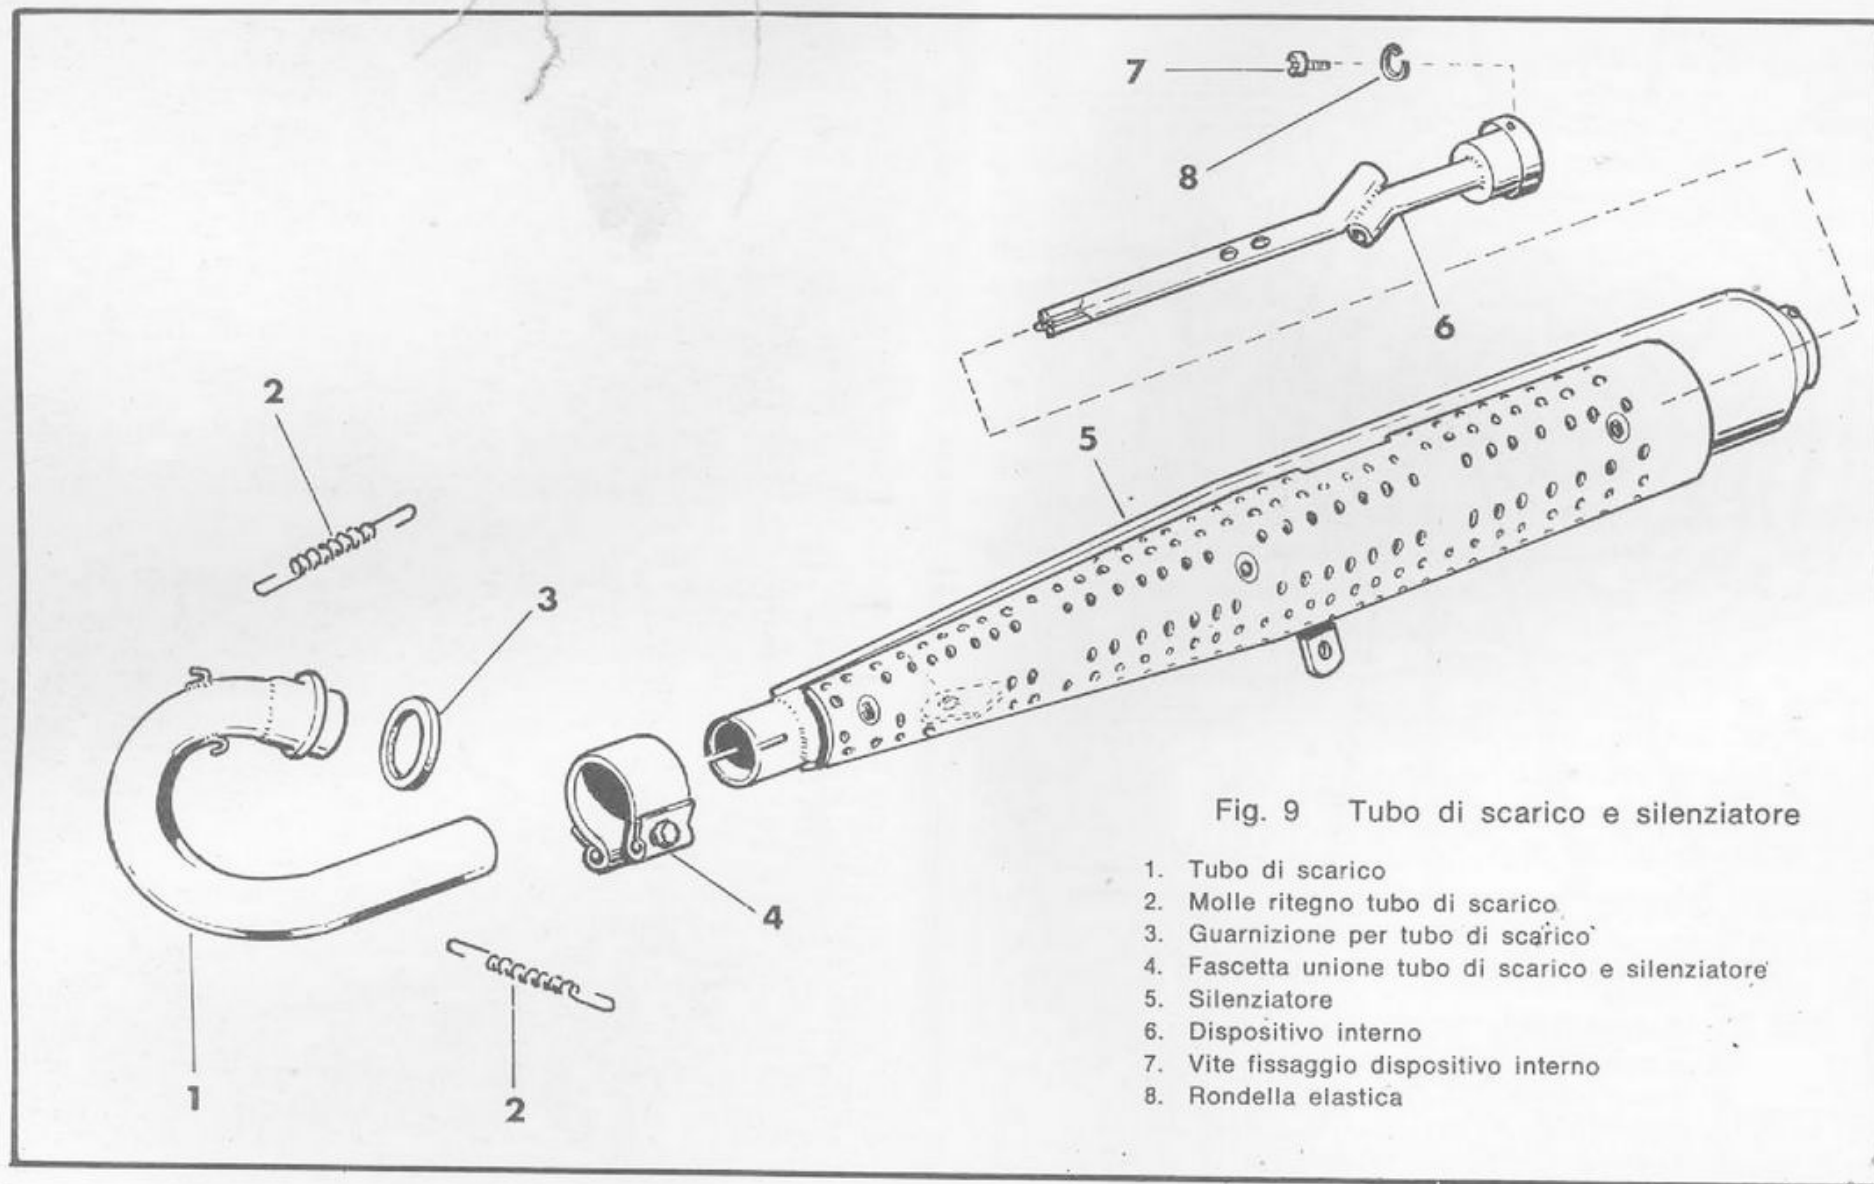 7
8
6
2
5
3
Fig. 9 Tubo di scarico e silenziatore
1. Tubo di scarico
4
2. Molle ritegno tubo di scarico
3. Guarnizione per tubo di scarico
4. Fascetta unione tubo di scarico e silenziatore
5. Silenziatore
6. Dispositivo interno
7. Vite fissaggio dispositivo interno
8. Rondella elastica
1
2